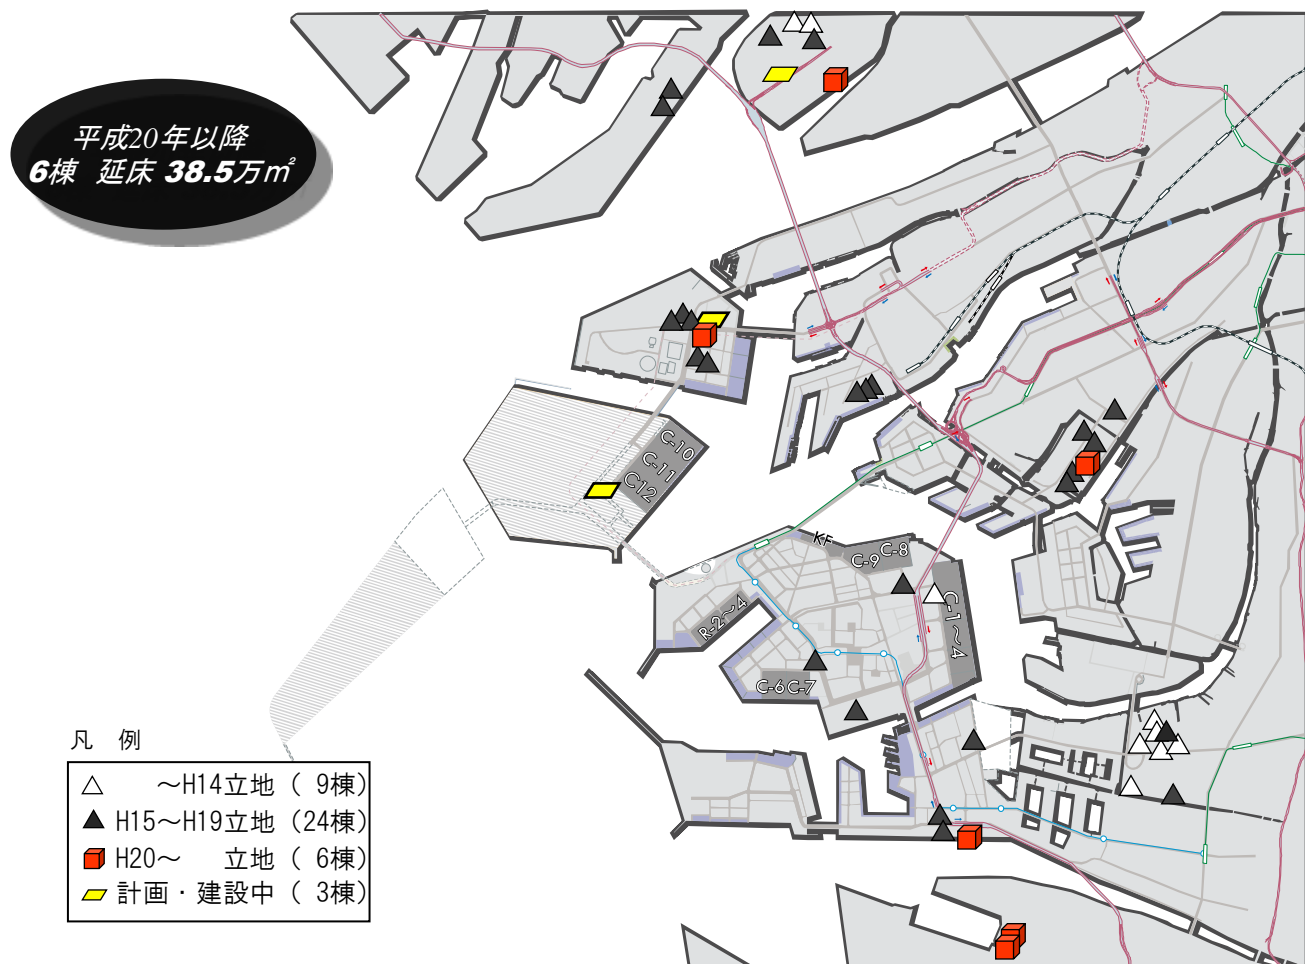 平成20年以降
6棟 延床 38.5万㎡
C-10
C-11
C12
KF
C-9
C-8
C-1～4
R-2～4
C-6
C-7
凡 例
～H14立地 ( 9棟)
H15～H19立地 (24棟)
H20～ 立地 ( 6棟)
計画・建設中 ( 3棟)